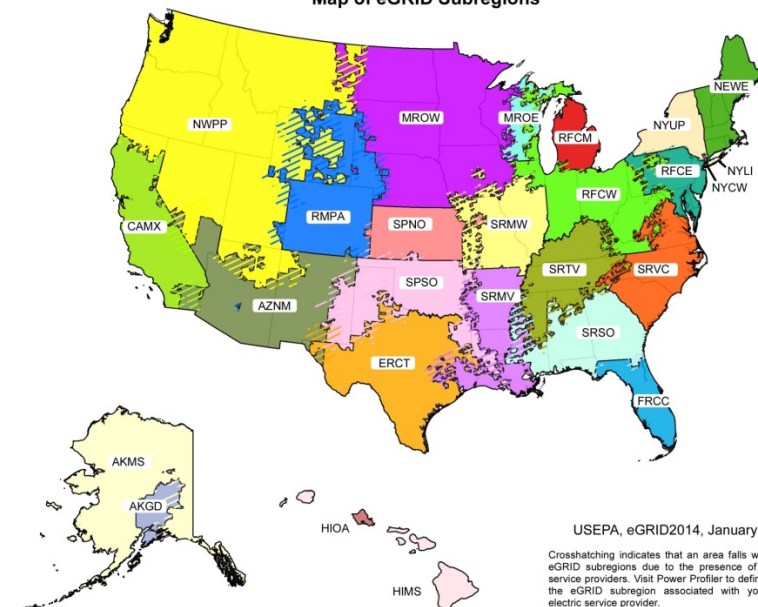 Map of eGRID Subregions
NEWE
NWPP
MROW
MROE
NYUP
RFCM
RFCE
NYLI
NYCW
RFCW
RMPA
SPNO
SRMW
CAMX
SRTV
SRVC
SPSO
SRMV
AZNM
SRSO
ERCT
FRCC
AKMS
AKGD
HIOA
HIMS
USEPA, eGRID2014, January
Crosshatching indicates that an area falls
eGRID subregions due to the presence of
service providers. Visit Power Profiler to
the eGRID subregion associated with
electric service provider.